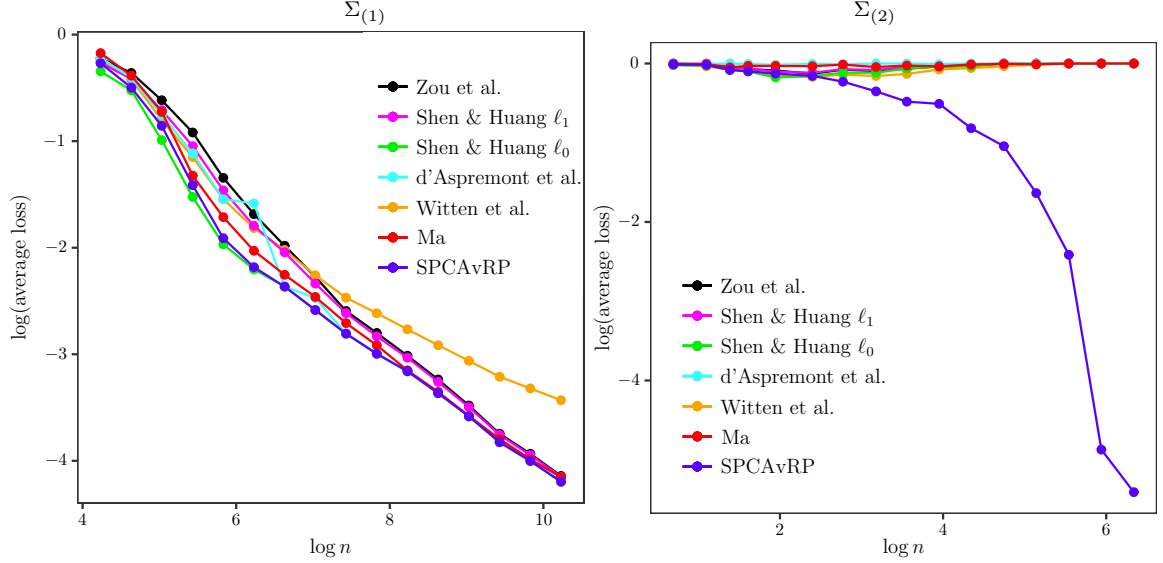 Σ(1)
log(average loss)
0
−1
−2
−3
−4
Zou et al.
Shen & Huang ℓ1
Shen & Huang ℓ0
d'Aspremont et al.
Witten et al.
Ma
SPCAvRP
4
6
8
10
log n
Σ(2)
log(average loss)
0
−2
−4
Zou et al.
Shen & Huang ℓ1
Shen & Huang ℓ0
d'Aspremont et al.
Witten et al.
Ma
SPCAvRP
2
4
6
log n